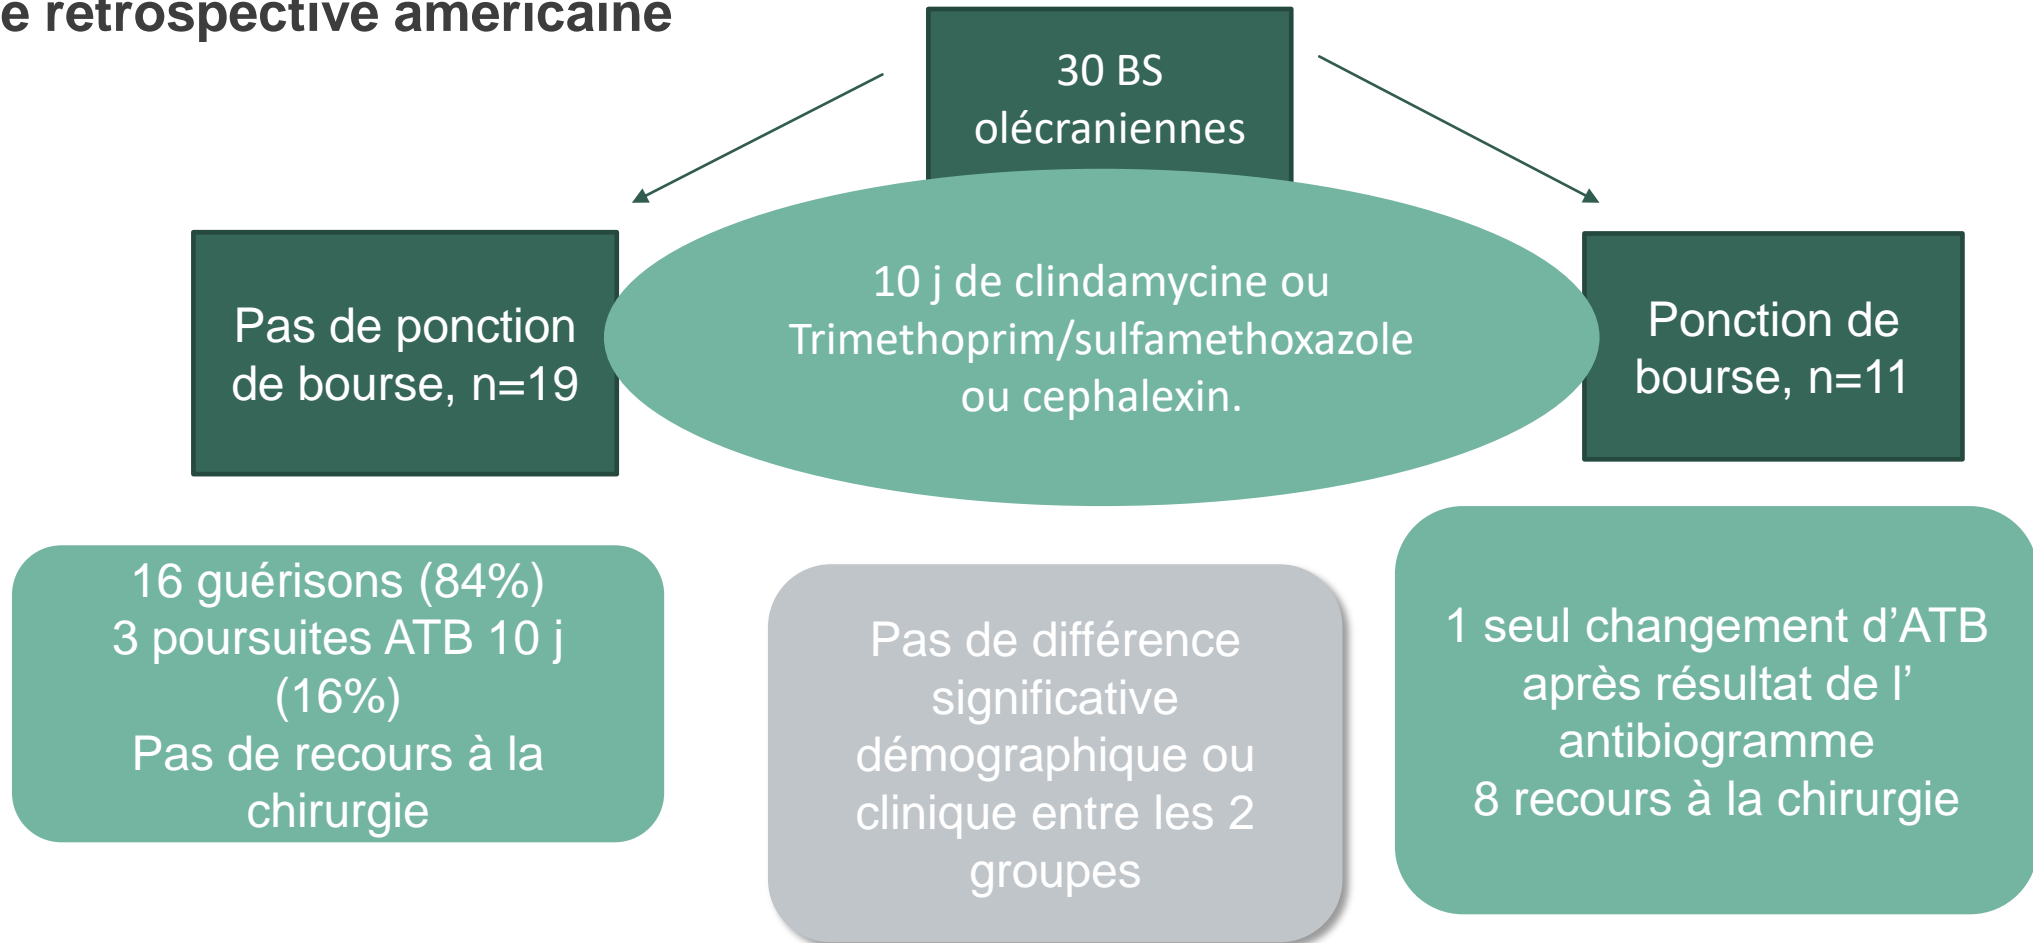 e rétrospective américaine
30 BS
olécraniennes
10 j de clindamycine ou
Trimethoprim/sulfamethoxazole
ou cephalexin.
Pas de ponction
de bourse, n=19
Ponction de
bourse, n=11
16 guérisons (84%)
3 poursuites ATB 10 j
(16%)
Pas de recours à la
chirurgie
Pas de différence
significative
démographique ou
clinique entre les 2
groupes
1 seul changement d’ATB
après résultat de l’
antibiogramme
8 recours à la chirurgie